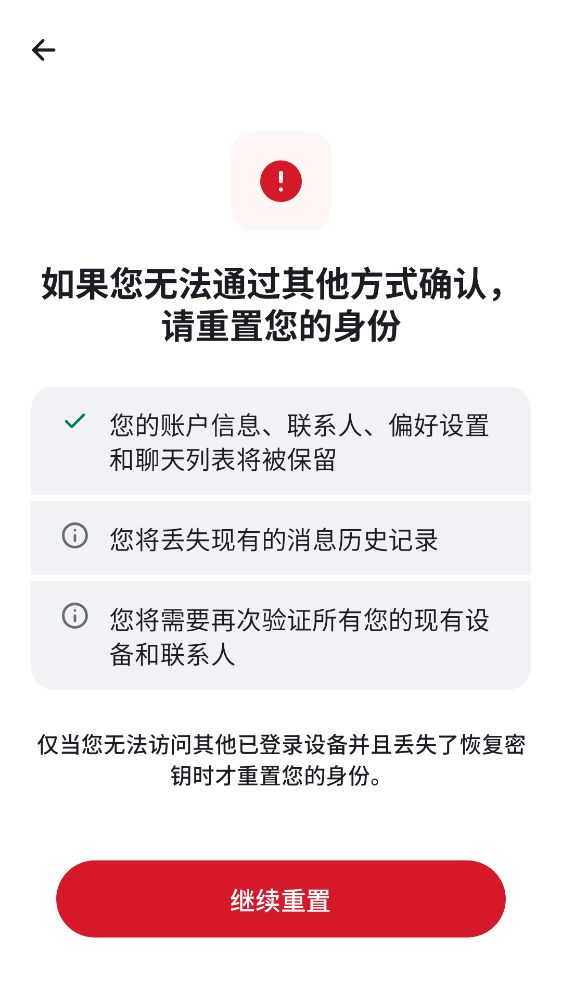 如果您无法通过其他方式确认，
请重置您的身份
您的账户信息、联系人、偏好设置
和聊天列表将被保留
您将丢失现有的消息历史记录
您将需要再次验证所有您的现有设
备和联系人
仅当您无法访问其他已登录设备并且丢失了恢复密
钥时才重置您的身份。
继续重置